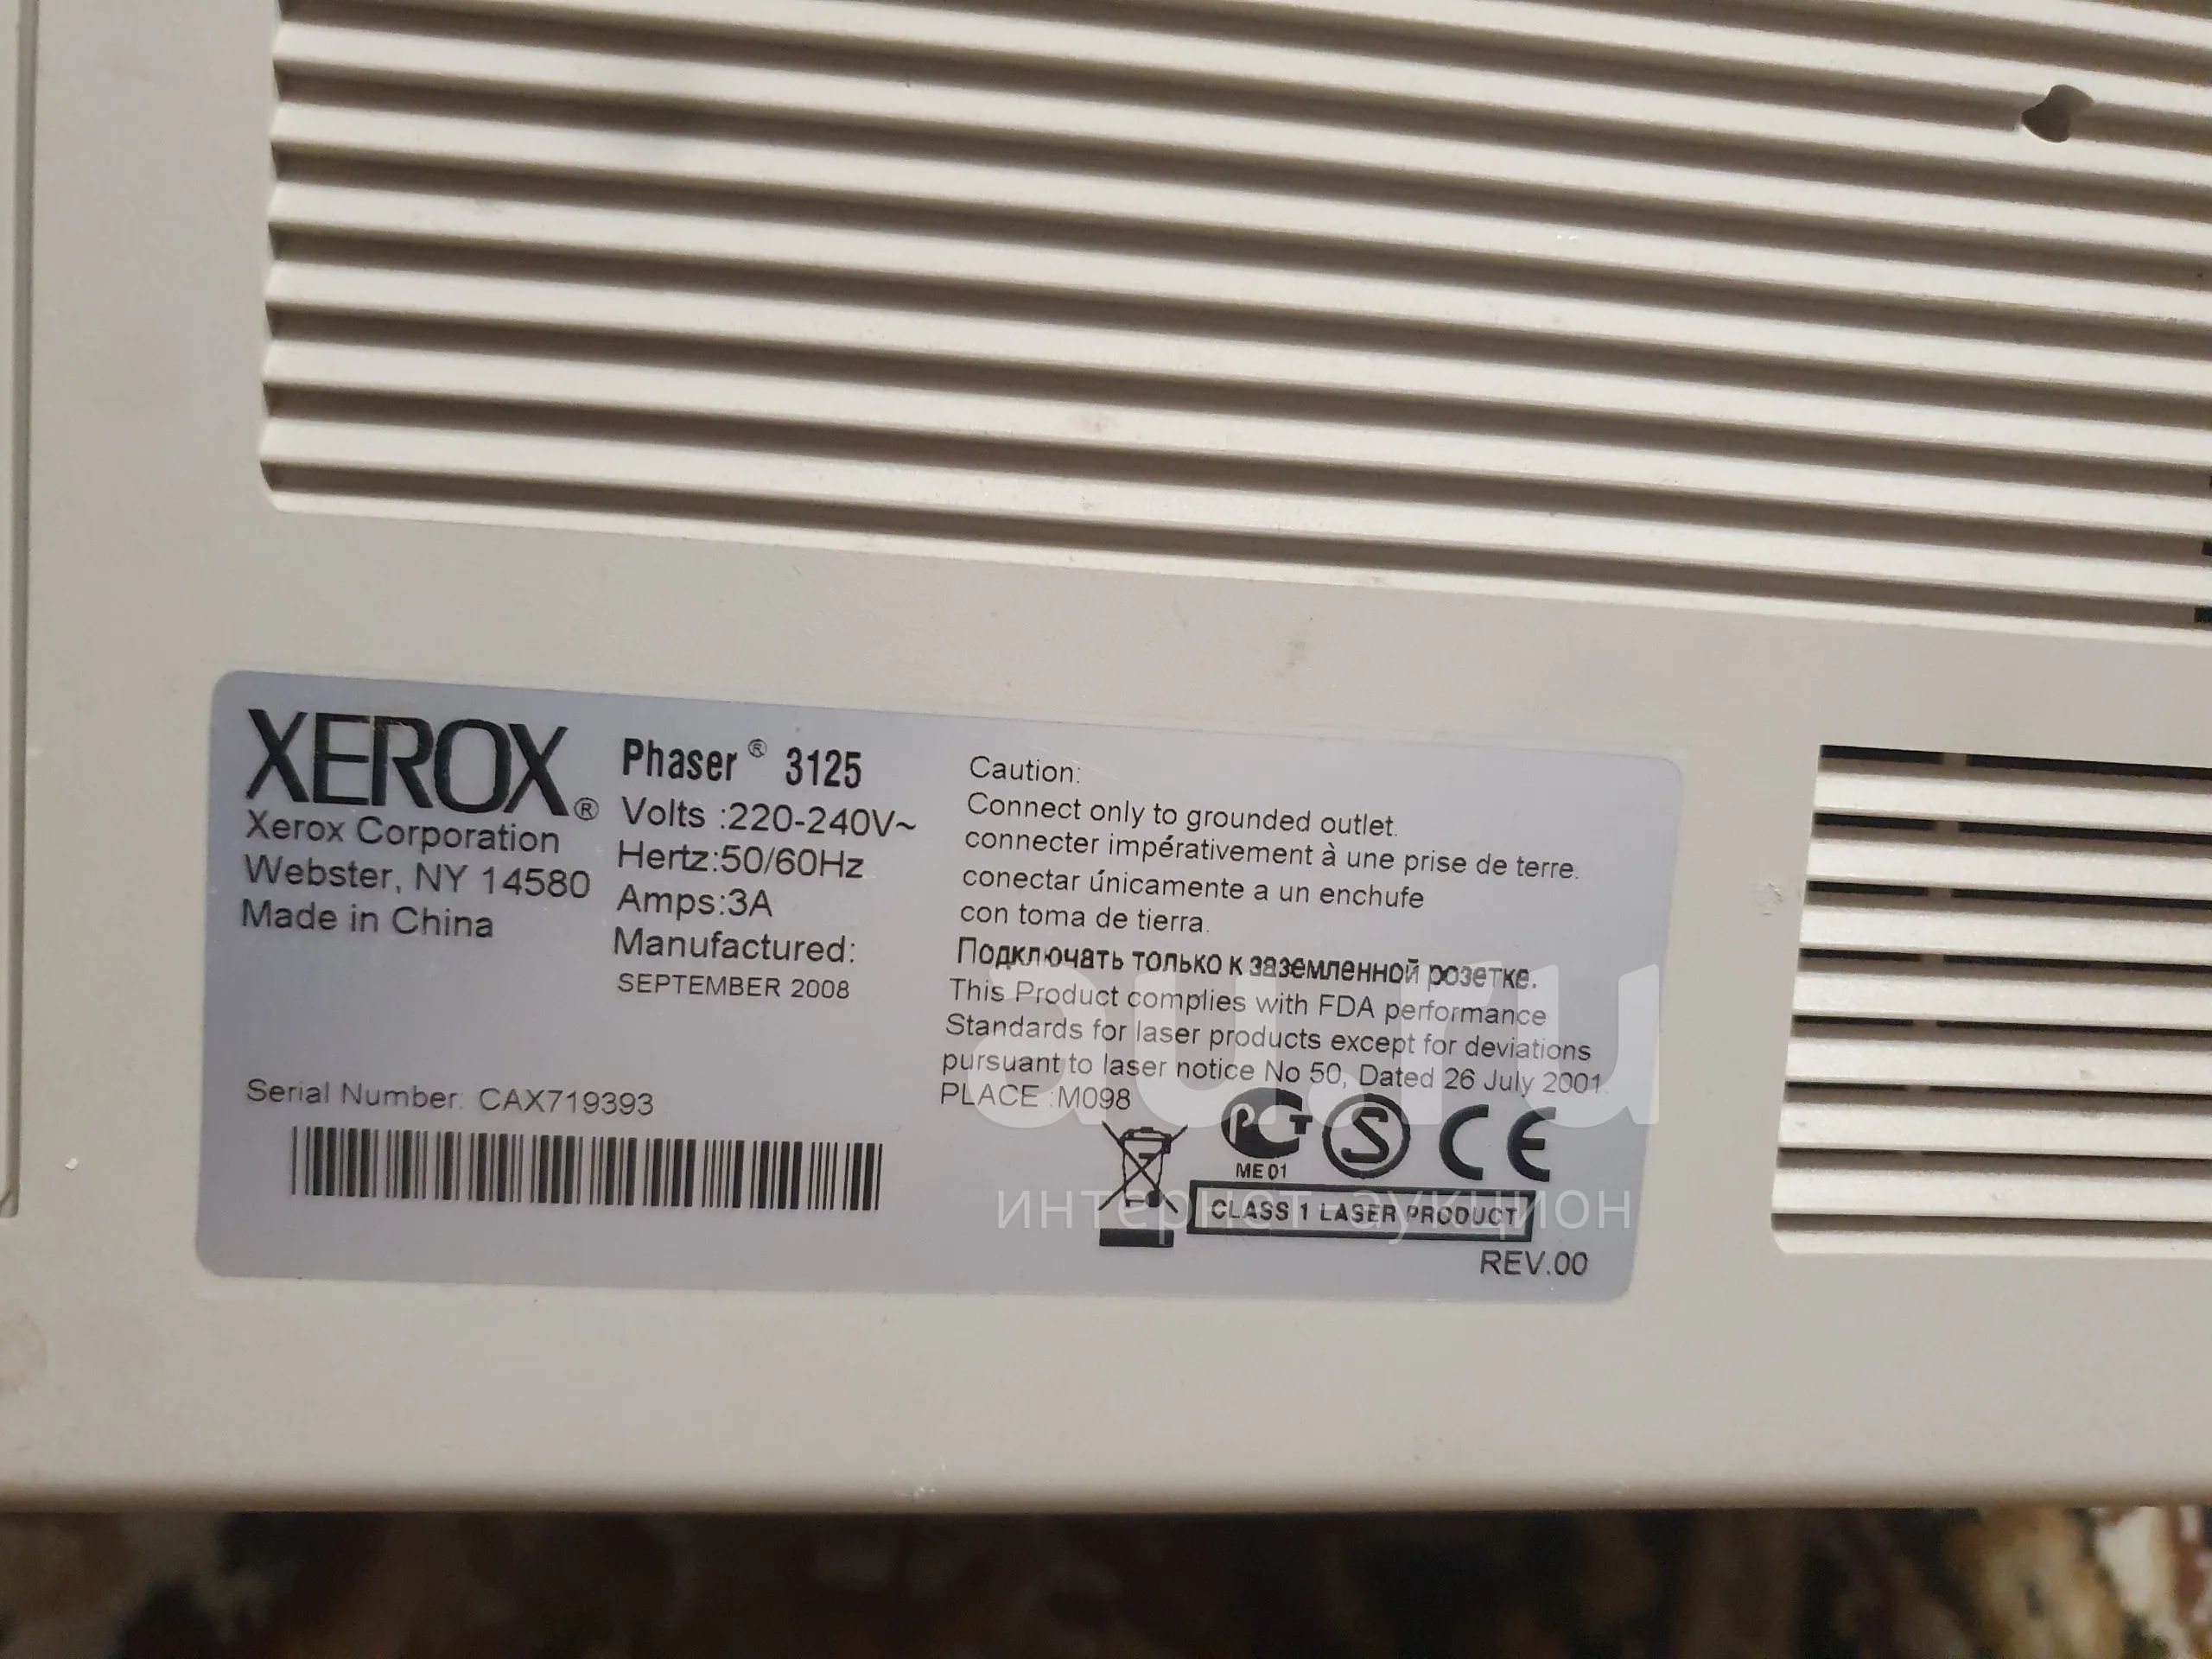 XEROX®
Xerox Corporation
Webster, NY 14580
Made in China
Phaser® 3125
Volts :220-240V~
Hertz:50/60Hz
Amps:3A
Manufactured:
SEPTEMBER 2008
Serial Number: CAX719393
Caution:
Connect only to grounded outlet.
connecter impérativement à une prise de terre.
conectar únicamente a un enchufe
con toma de tierra.
Подключать только к заземленной розетке.
This Product complies with FDA performance
Standards for laser products except for deviations
pursuant to laser notice No 50, Dated 26 July 2001.
PLACE :M098
РСТ
ME01
S
CE
CLASS 1 LASER PRODUCT
REV.00
au.ru
интернет-аукцион